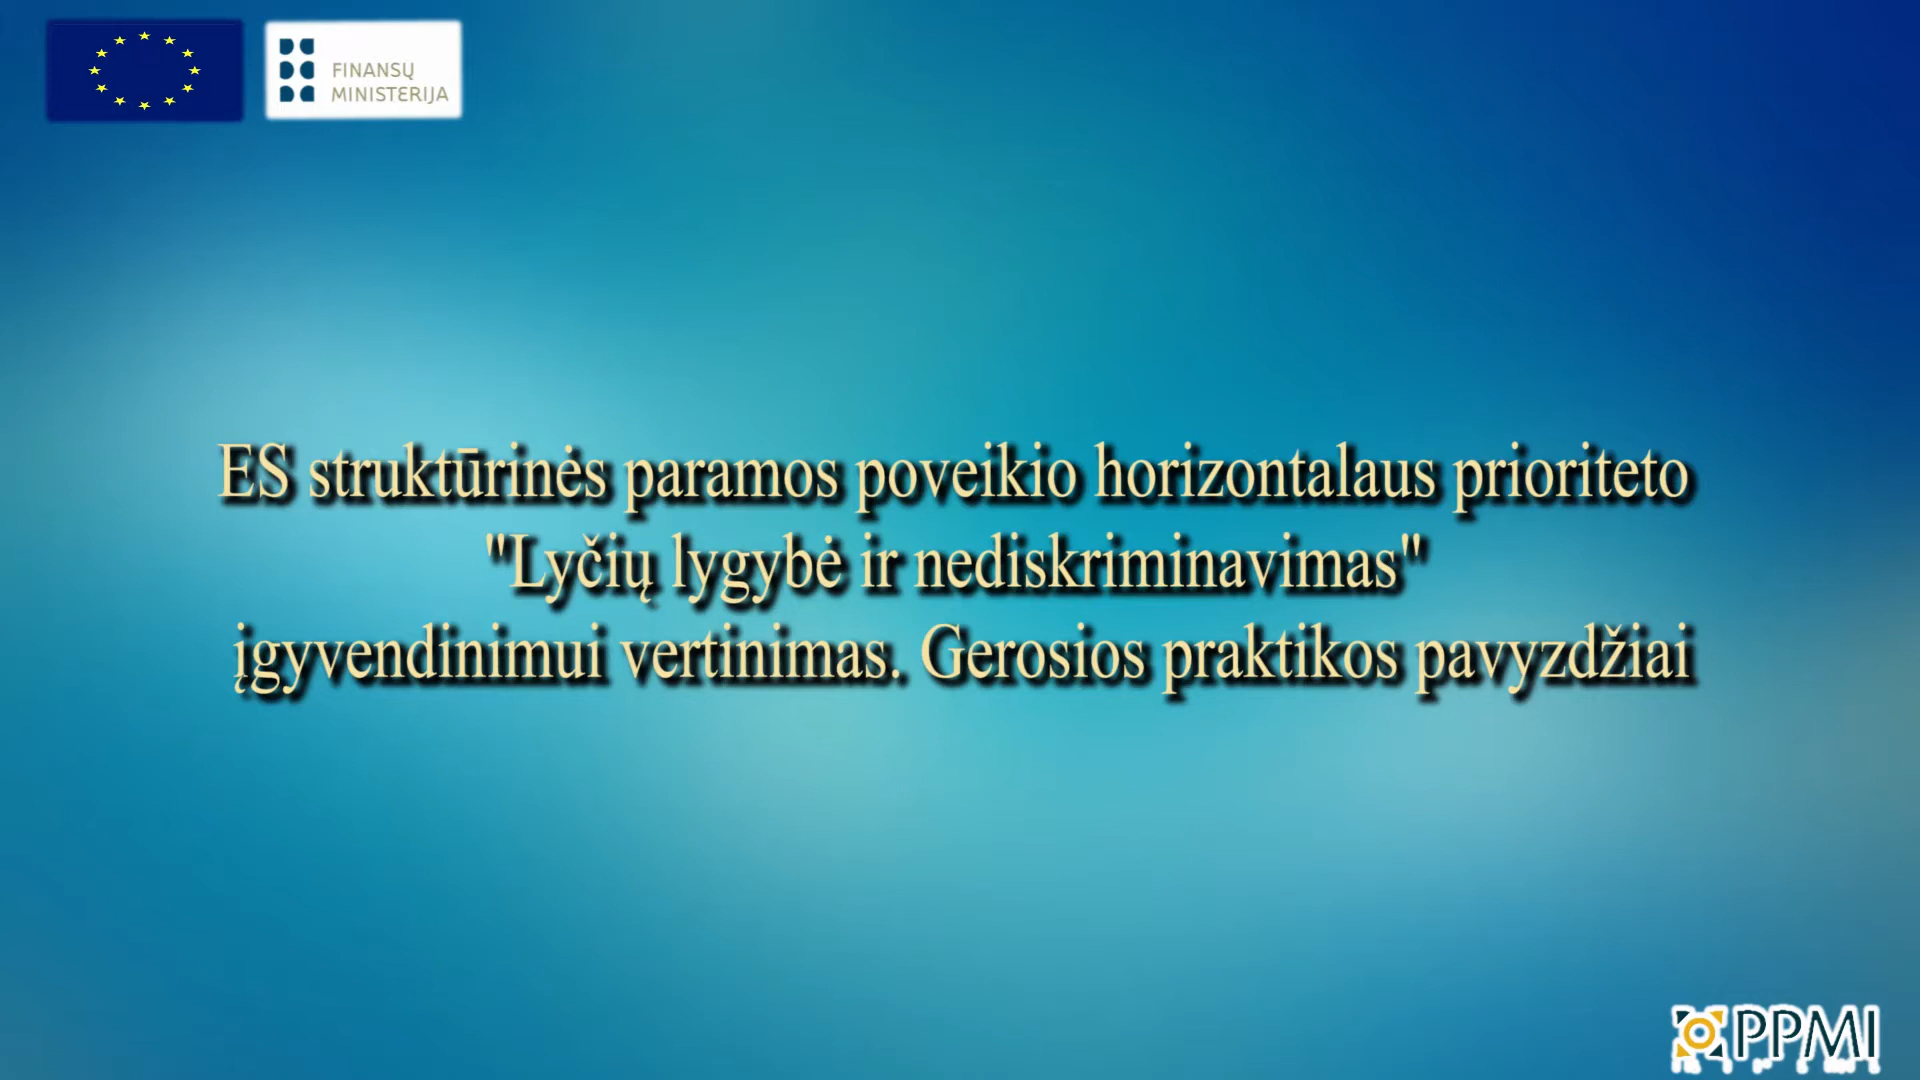 FINANSŲ
MINISTERIJA
ES struktūrinės paramos poveikio horizontalaus prioriteto
"Lyčių lygybė ir nediskriminavimas"
įgyvendinimui vertinimas. Gerosios praktikos pavyzdžiai
PPMI